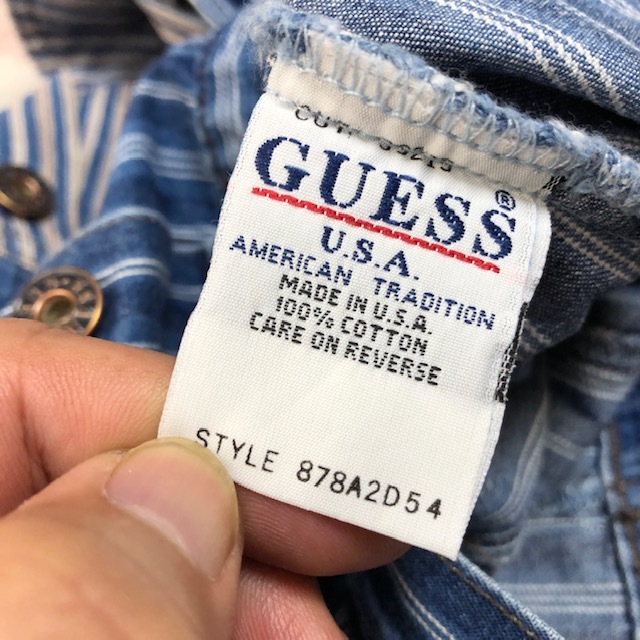 GUESS®
U.S.A.
AMERICAN TRADITION
MADE IN U.S.A.
100% COTTON
CARE ON REVERSE
STYLE 878A2D54